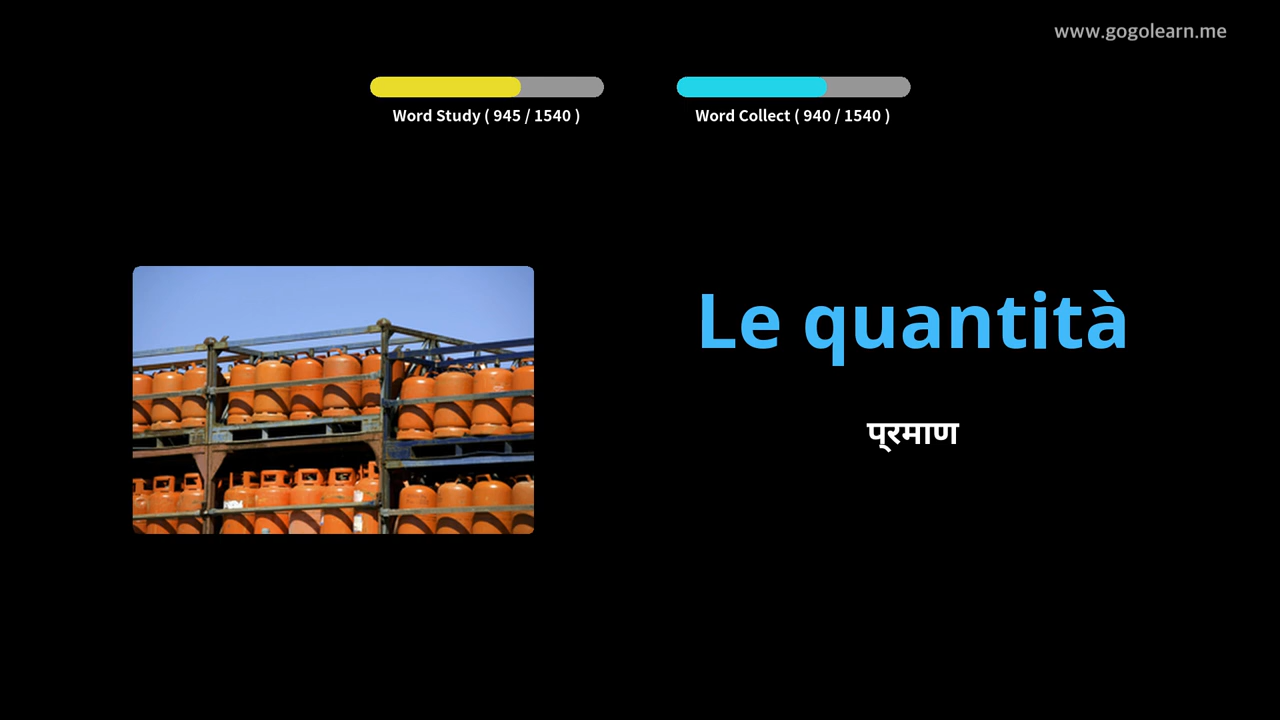 www.gogolearn.me
Word Study ( 945 / 1540 )
Word Collect ( 940 / 1540 )
Le quantità
प्रमाण